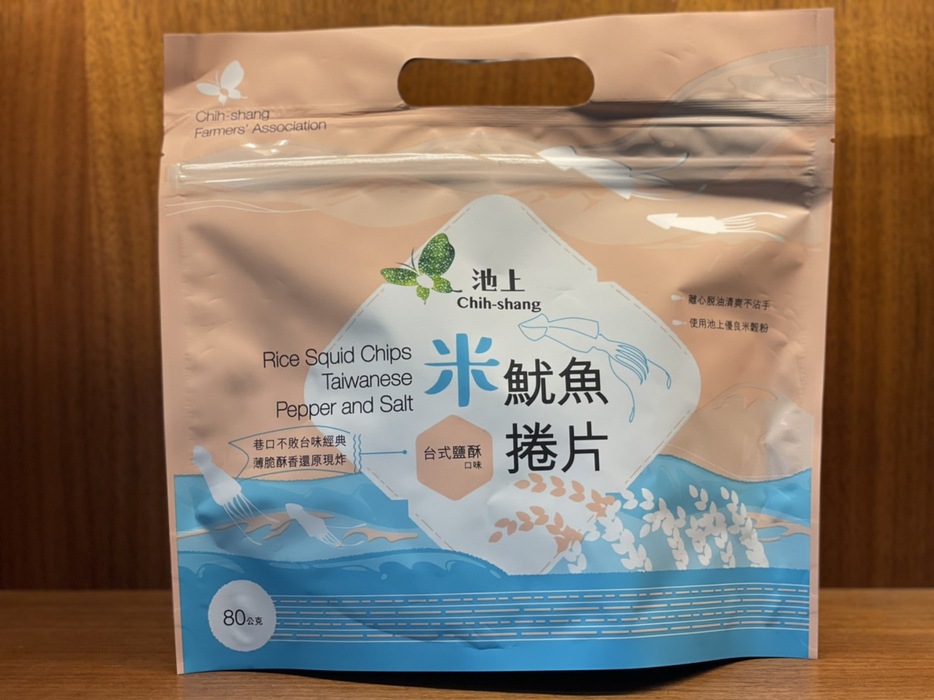 Chih-shang
Farmers' Association
池上
Chih-shang
離心脫油清爽不沾手
使用池上優良米穀粉
Rice Squid Chips
Taiwanese
Pepper and Salt
米魷魚
捲片
巷口不敗台味經典
薄脆酥香還原現炸
台式鹽酥
口味
80公克